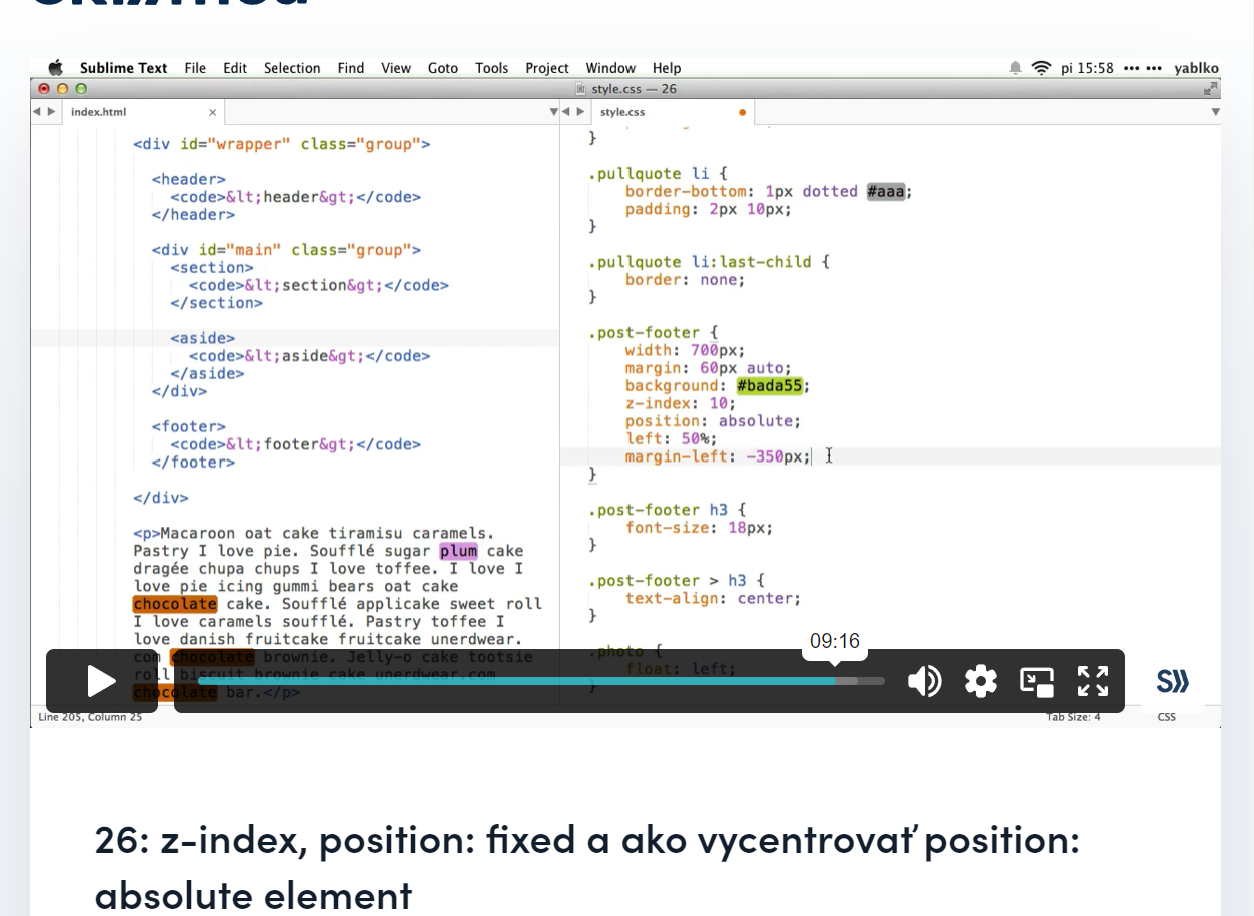 Sublime Text File Edit Selection Find View Goto Tools Project Window Help pi 15:58 yablko
style.css — 26
index.html
<div id="wrapper" class="group">
<header>
<code>&lt;header&gt;</code>
</header>
<div id="main" class="group">
<section>
<code>&lt;section&gt;</code>
</section>
<aside>
<code>&lt;aside&gt;</code>
</aside>
</div>
<footer>
<code>&lt;footer&gt;</code>
</footer>
</div>
<p>Macaroon oat cake tiramisu caramels.
Pastry I love pie. Soufflé sugar plum cake
dragée chupa chups I love toffee. I love I
love pie icing gummi bears oat cake
chocolate cake. Soufflé applicake sweet roll
I love caramels soufflé. Pastry toffee I
love danish fruitcake fruitcake unerdwear.
com chocolate brownie. Jelly-o cake tootsie
roll biscuit brownie cake unerdwear.com
chocolate bar.</p>
style.css
}
.pullquote li {
border-bottom: 1px dotted #aaa;
padding: 2px 10px;
}
.pullquote li:last-child {
border: none;
}
.post-footer {
width: 700px;
margin: 60px auto;
background: #bada55;
z-index: 10;
position: absolute;
left: 50%;
margin-left: -350px;
}
.post-footer h3 {
font-size: 18px;
}
.post-footer > h3 {
text-align: center;
}
.photo {
float: left;
}
09:16
S
Line 205, Column 25
Tab Size: 4 CSS
26: z-index, position: fixed a ako vycentrovať position:
absolute element